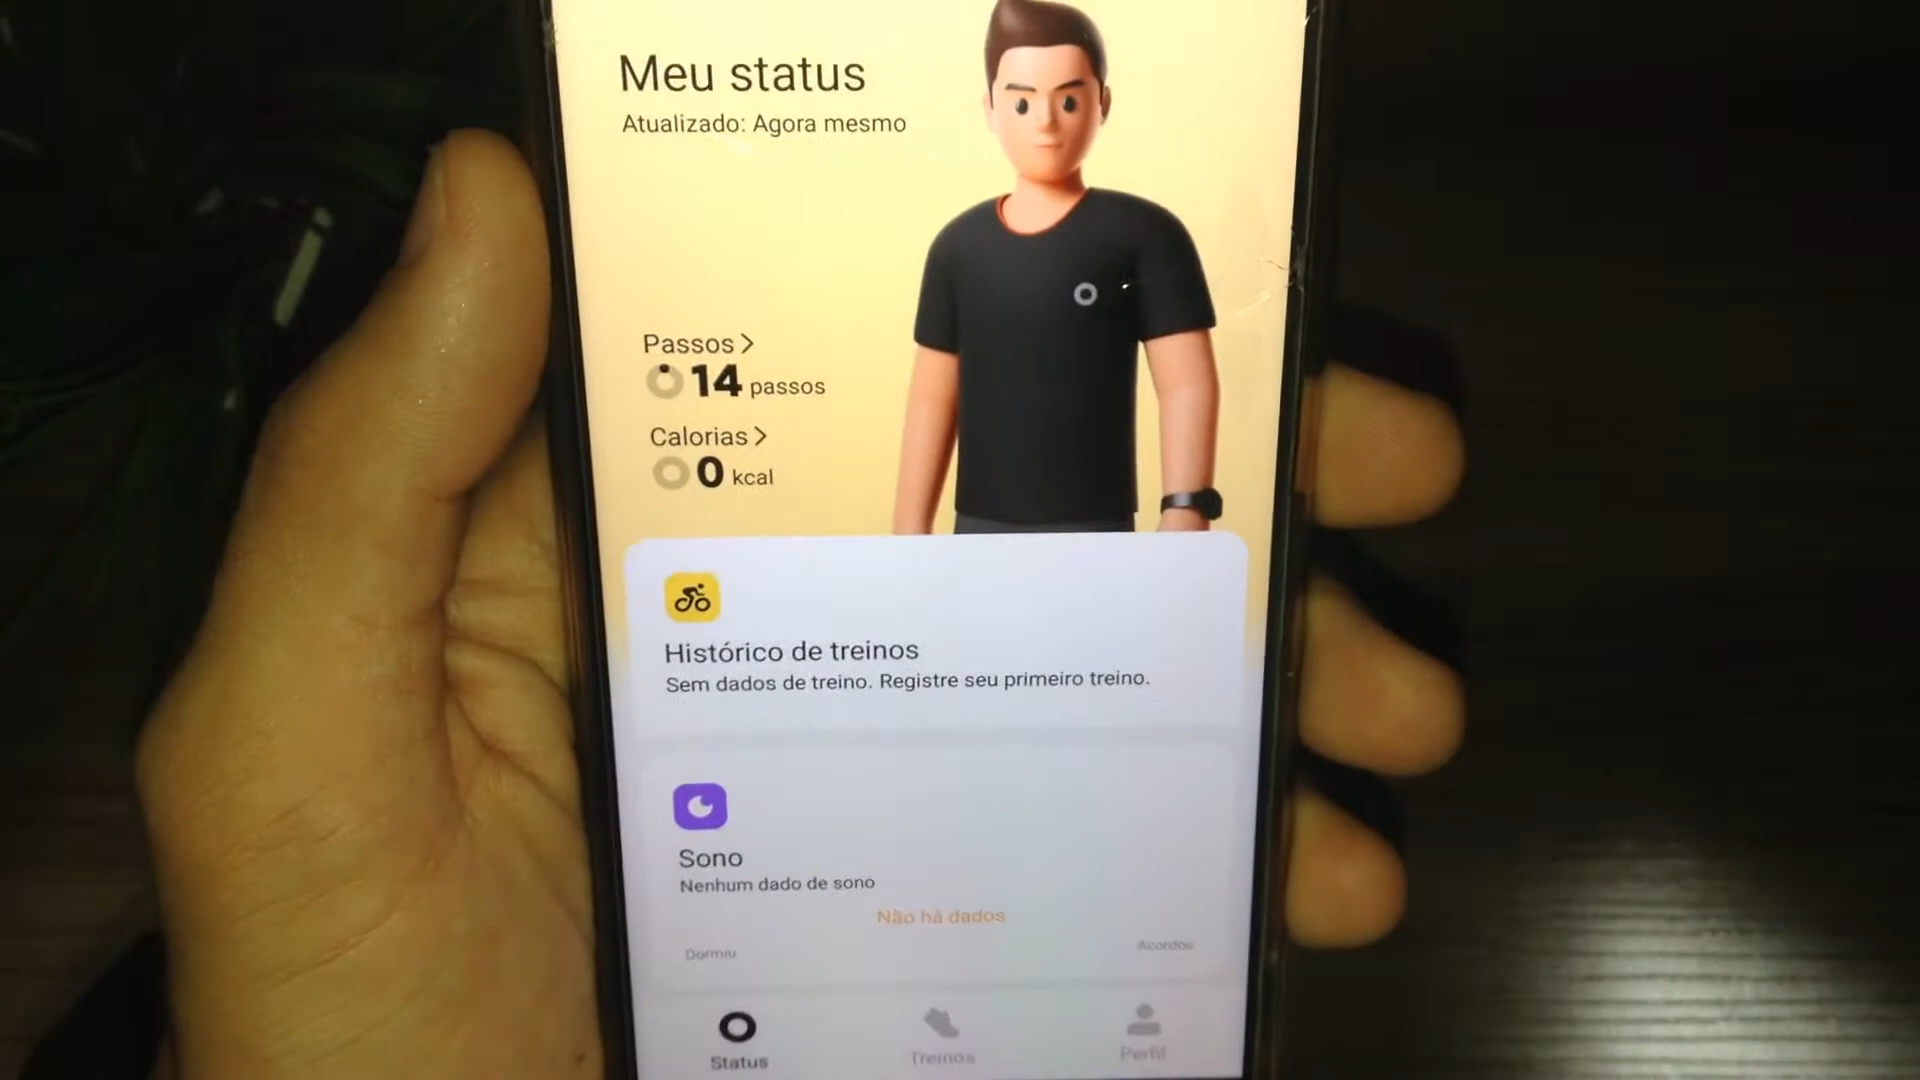 Meu status
Atualizado: Agora mesmo
Passos
14 passos
Calorias
0 kcal
Histórico de treinos
Sem dados de treino. Registre seu primeiro treino.
Sono
Nenhum dado de sono
Não há dados
Dormiu
Acordou
Status
Treinos
Perfil